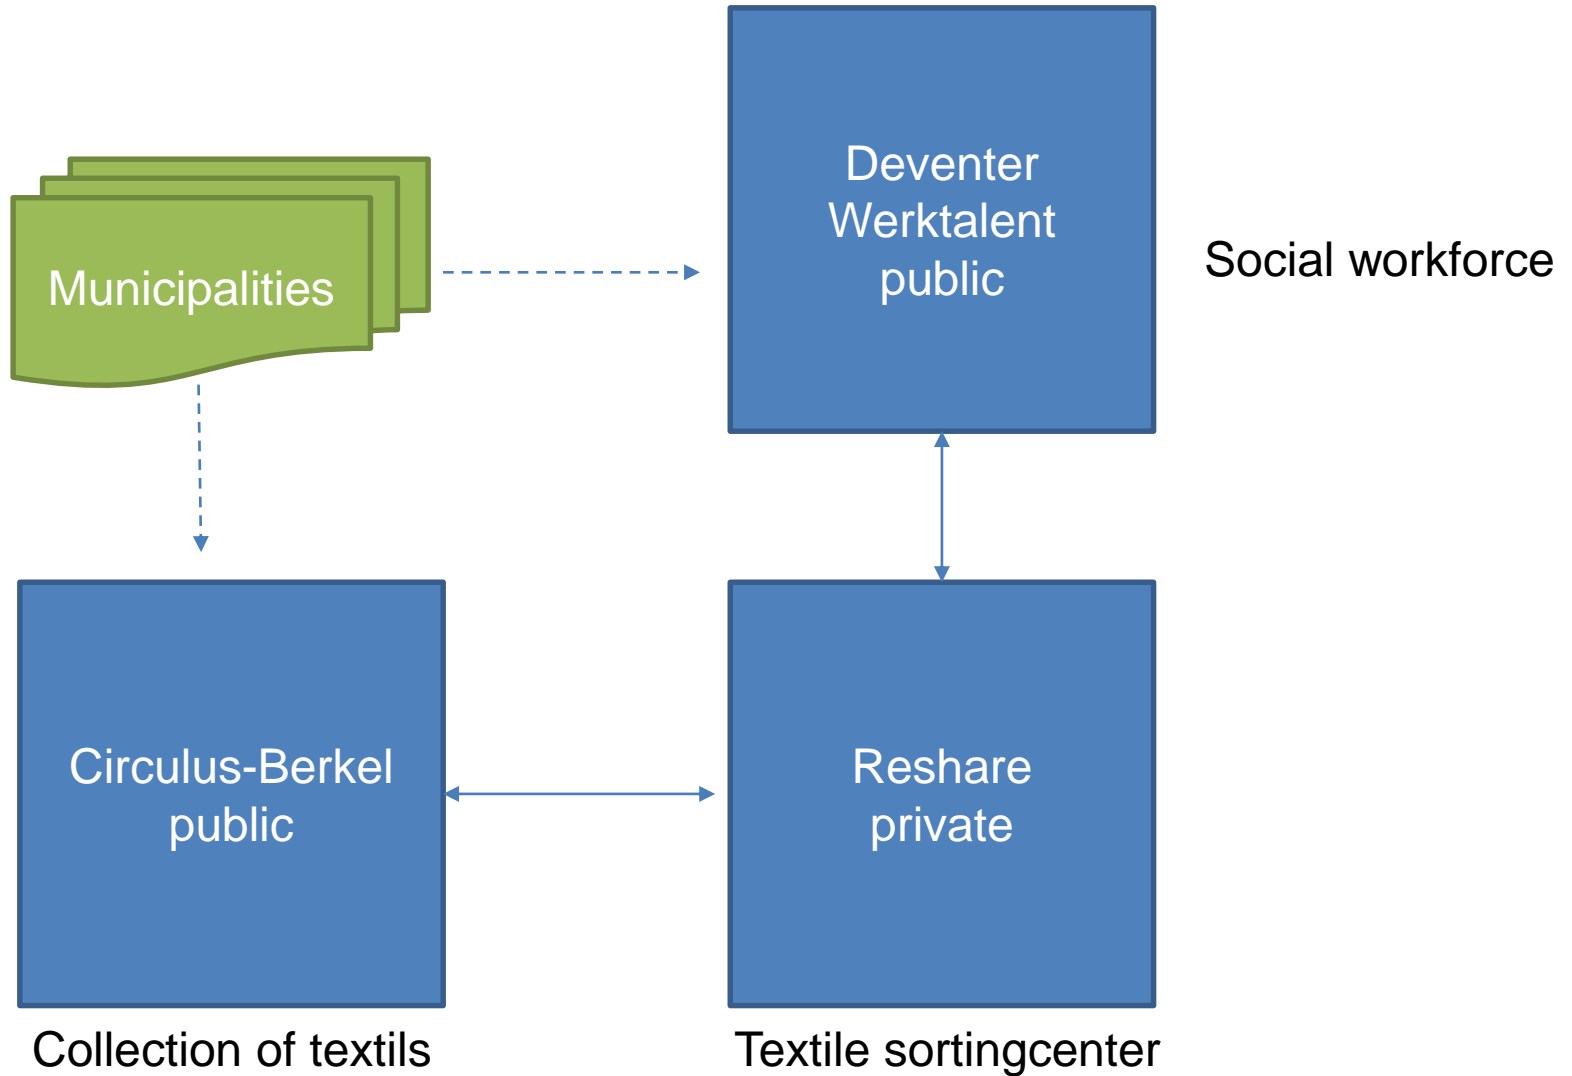 Deventer
Werktalent
public
Social workforce
Municipalities
Circulus-Berkel
public
Reshare
private
Collection of textils
Textile sortingcenter